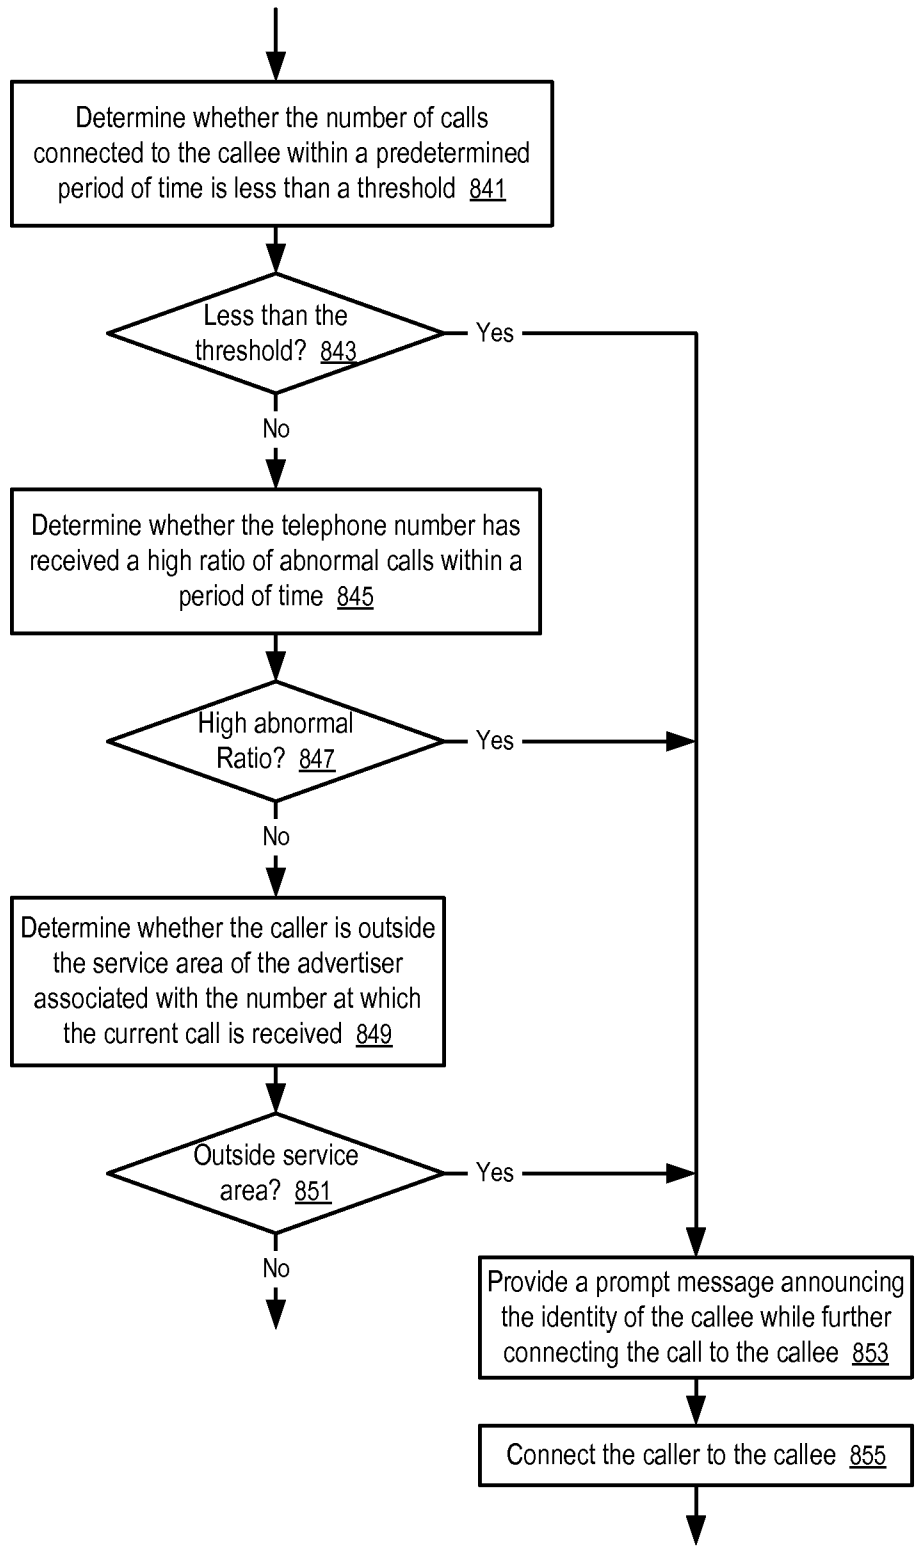 Determine whether the number of calls
connected to the callee within a predetermined
period of time is less than a threshold 841
Less than the
threshold? 843
Yes
No
Determine whether the telephone number has
received a high ratio of abnormal calls within a
period of time 845
High abnormal
Ratio? 847
Yes
No
Determine whether the caller is outside
the service area of the advertiser
associated with the number at which
the current call is received 849
Outside service
area? 851
Yes
No
Provide a prompt message announcing
the identity of the callee while further
connecting the call to the callee 853
Connect the caller to the callee 855